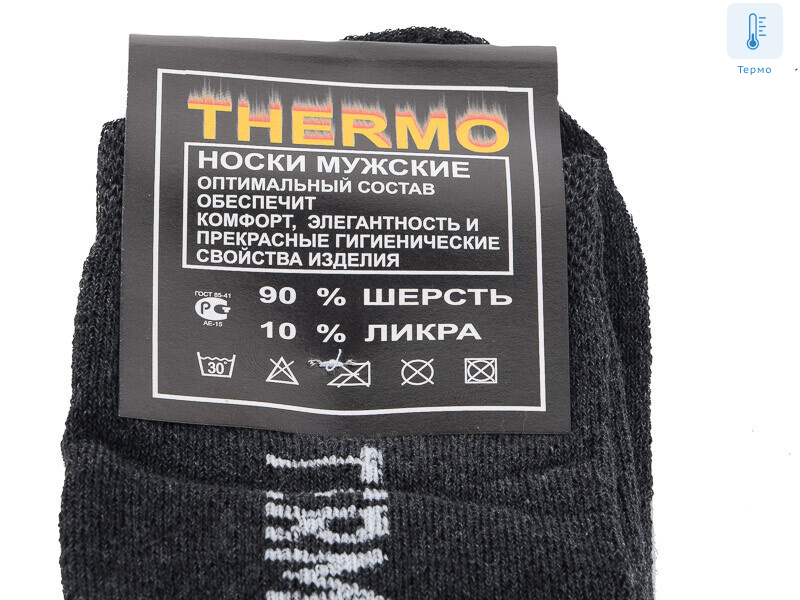 Термо
THERMO
НОСКИ МУЖСКИЕ
ОПТИМАЛЬНЫЙ СОСТАВ
ОБЕСПЕЧИТ
КОМФОРТ, ЭЛЕГАНТНОСТЬ И
ПРЕКРАСНЫЕ ГИГИЕНИЧЕСКИЕ
СВОЙСТВА ИЗДЕЛИЯ
ГОСТ 85-41
АЕ-15
90 % ШЕРСТЬ
10 % ЛИКРА
30°